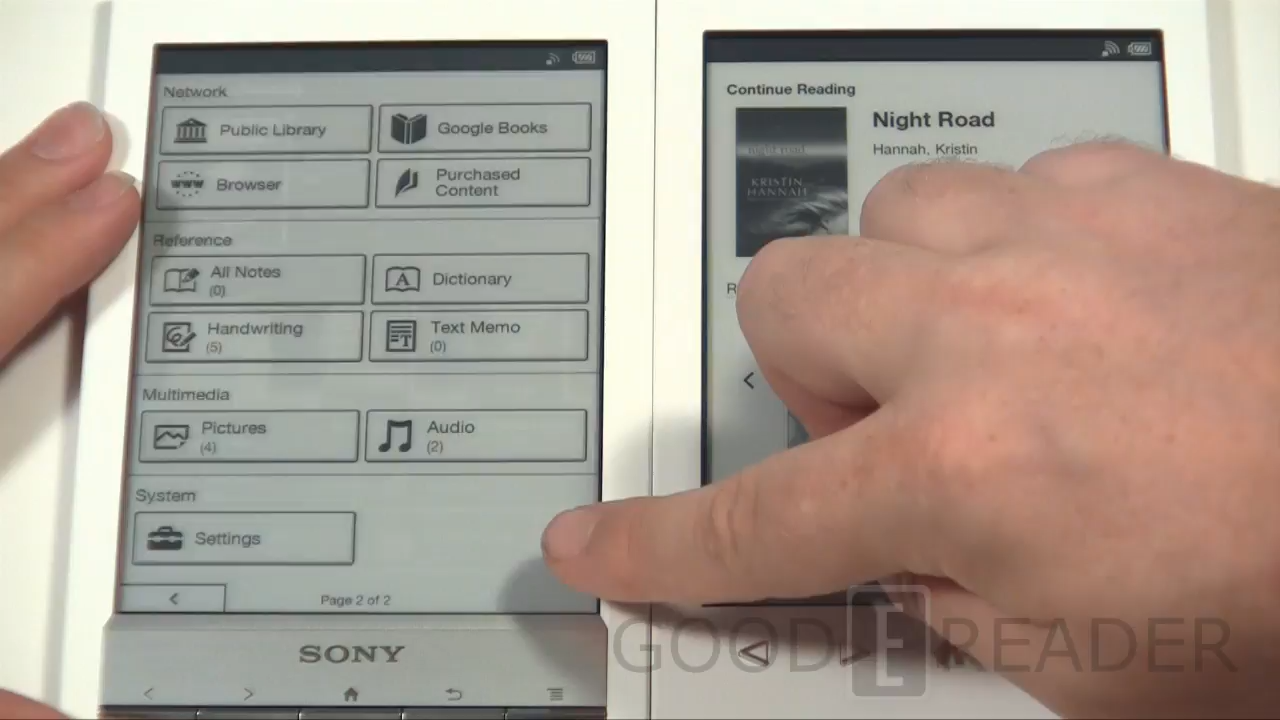 Network
Public Library
Google Books
Browser
Purchased
Content
Reference
All Notes
(0)
Dictionary
Handwriting
(5)
Text Memo
(0)
Multimedia
Pictures
(4)
Audio
(2)
System
Settings
Page 2 of 2
SONY
Continue Reading
Night Road
Hannah, Kristin
night road
KRISTIN
HANNAH
R
GOOD E READER